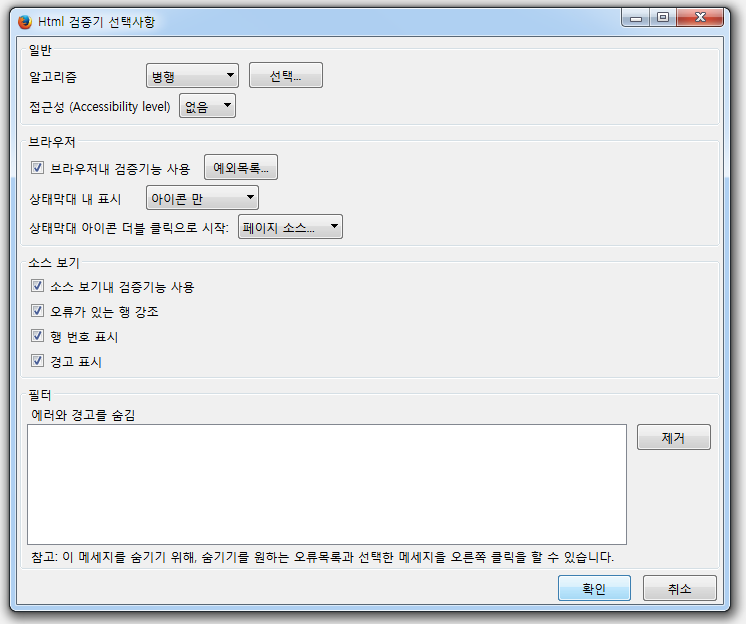 Html 검증기 선택사항
일반
알고리즘 병행 선택...
접근성 (Accessibility level) 없음
브라우저
브라우저내 검증기능 사용 예외목록...
상태막대 내 표시 아이콘 만
상태막대 아이콘 더블 클릭으로 시작: 페이지 소스...
소스 보기
소스 보기내 검증기능 사용
오류가 있는 행 강조
행 번호 표시
경고 표시
필터
에러와 경고를 숨김
제거
참고: 이 메세지를 숨기기 위해, 숨기기를 원하는 오류목록과 선택한 메세지을 오른쪽 클릭을 할 수 있습니다.
확인 취소